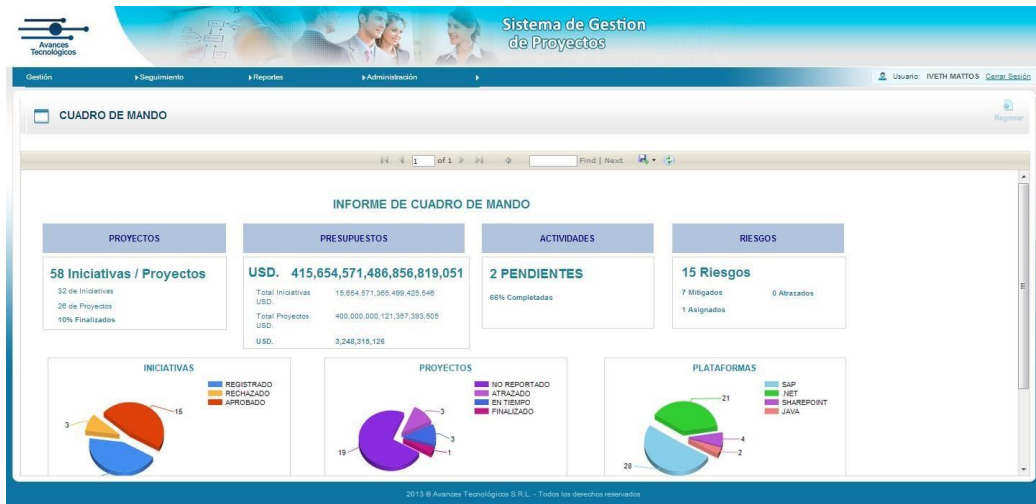 Avances
Tecnológicos
Sistema de Gestion
de Proyectos
Gestión
Seguimiento
Reportes
Administración
Usuario: IVETH MATTOS Cerrar Sesión
CUADRO DE MANDO
Regresar
1 of 1 Find | Next
INFORME DE CUADRO DE MANDO
PROYECTOS
58 Iniciativas / Proyectos
32 de Iniciativas
26 de Proyectos
10% Finalizados
PRESUPUESTOS
USD. 415,654,571,486,856,819,051
Total Iniciativas 15,654,571,365,499,425,546
USD.
Total Proyectos 400,000,000,121,357,393,505
USD.
USD. 3,248,315,126
ACTIVIDADES
2 PENDIENTES
66% Completadas
RIESGOS
15 Riesgos
7 Mitigados 0 Atrazados
1 Asignados
INICIATIVAS
REGISTRADO
RECHAZADO
APROBADO
15
3
PROYECTOS
NO REPORTADO
ATRAZADO
EN TIEMPO
FINALIZADO
3
3
1
19
PLATAFORMAS
SAP
.NET
SHAREPOINT
JAVA
21
4
2
28
2013 @ Avances Tecnológicos S.R.L. - Todos los derechos reservados